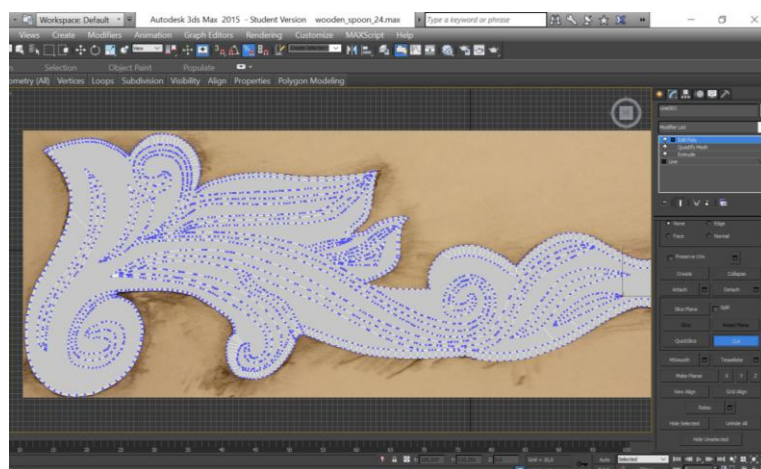 Workspace: Default
Autodesk 3ds Max 2015 - Student Version wooden_spoon_24.max
Type a keyword or phrase
Views Create Modifiers Animation Graph Editors Rendering Customize MAXScript Help
Selection Object Paint Populate
ometry (All) Vertices Loops Subdivision Visibility Align Properties Polygon Modeling
Line001
Modifier List
Edit Poly
Quadify Mesh
Extrude
Line
None Edge
Face Normal
Preserve UVs
Create Collapse
Attach Detach
Slice Plane Split
Slice Reset Plane
QuickSlice Cut
MSmooth Tessellate
Make Planar X Y Z
View Align Grid Align
Relax
Hide Selected Unhide All
Hide Unselected
Auto Selected